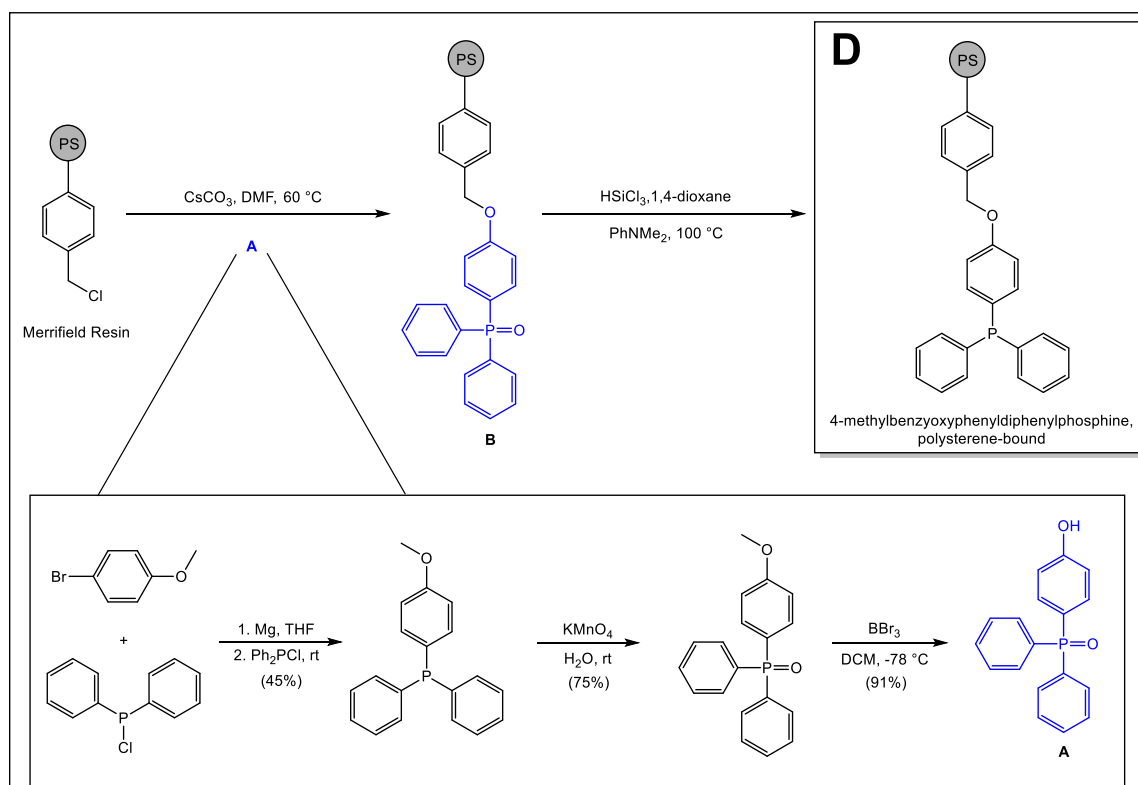 D
PS
PS
PS
CsCO3, DMF, 60 °C
A
Cl
Merrifield Resin
O
P=O
B
HSiCl3,1,4-dioxane
PhNMe2, 100 °C
O
P
4-methylbenzyoxyphenyldiphenylphosphine,
polysterene-bound
Br
O
+
P
Cl
1. Mg, THF
2. Ph2PCl, rt
(45%)
O
P
KMnO4
H2O, rt
(75%)
O
P=O
BBr3
DCM, -78 °C
(91%)
OH
P=O
A